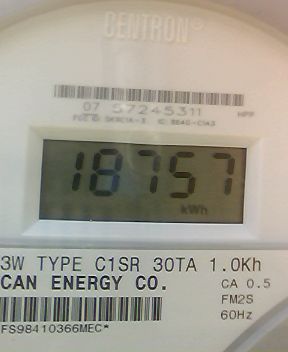 CENTRON®
07 57245311 HPP
18757
kWh
3W TYPE C1SR 30TA 1.0Kh
CAN ENERGY CO. CA 0.5
FM2S
60Hz
FS98410366MEC*